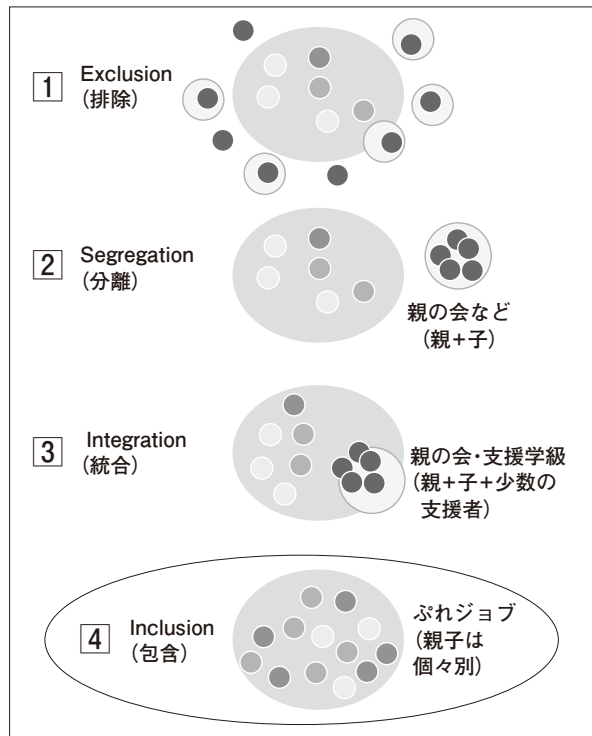 1 Exclusion
(排除)
2 Segregation
(分離)
親の会など
(親+子)
3 Integration
(統合)
親の会・支援学級
(親+子+少数の
支援者)
4 Inclusion
(包含)
ぷれジョブ
(親子は
個々別)